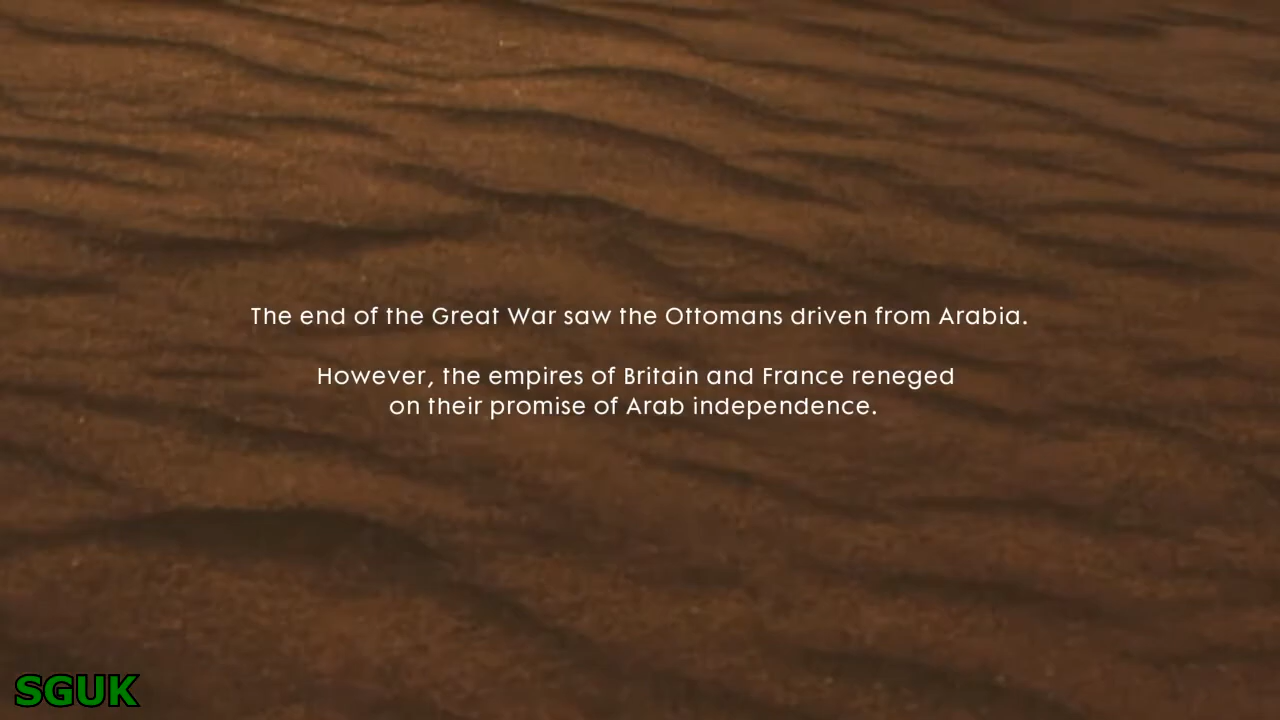 The end of the Great War saw the Ottomans driven from Arabia.
However, the empires of Britain and France reneged
on their promise of Arab independence.
SGUK